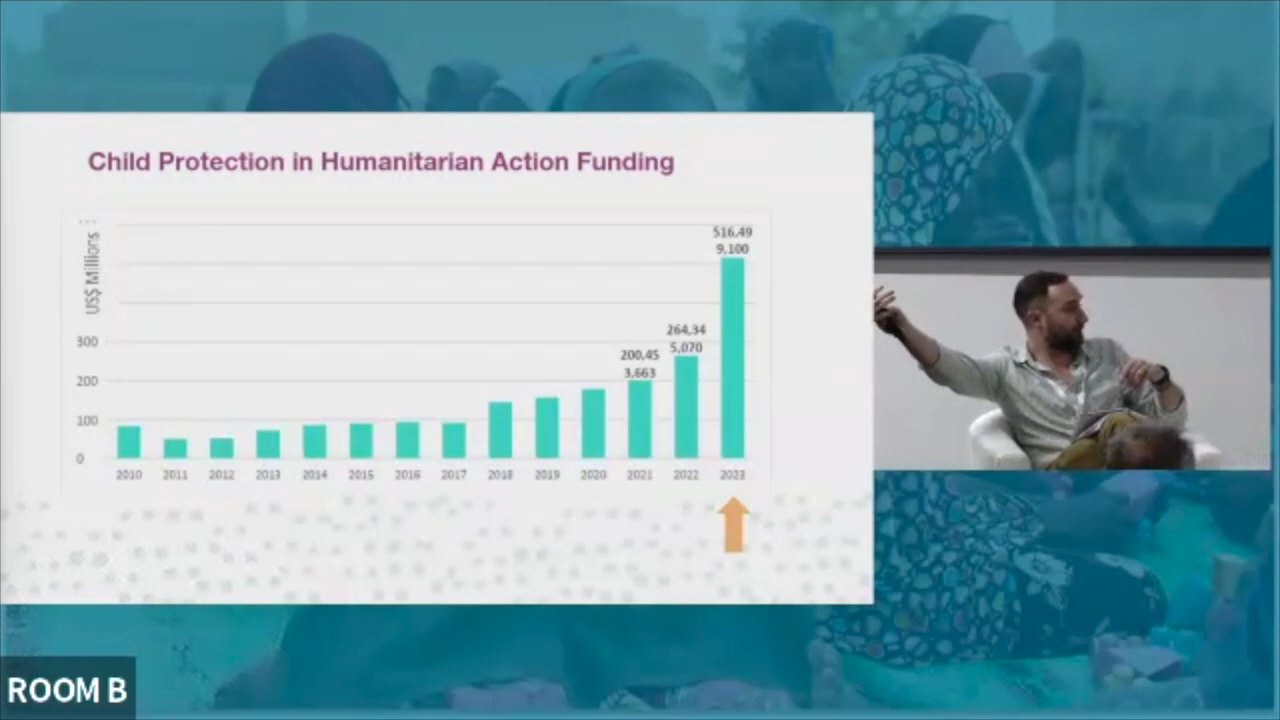 Child Protection in Humanitarian Action Funding
US$ Millions
516,49
9,100
264,34
5,070
200,45
3,663
300
200
100
0
2010 2011 2012 2013 2014 2015 2016 2017 2018 2019 2020 2021 2022 2023
ROOM B